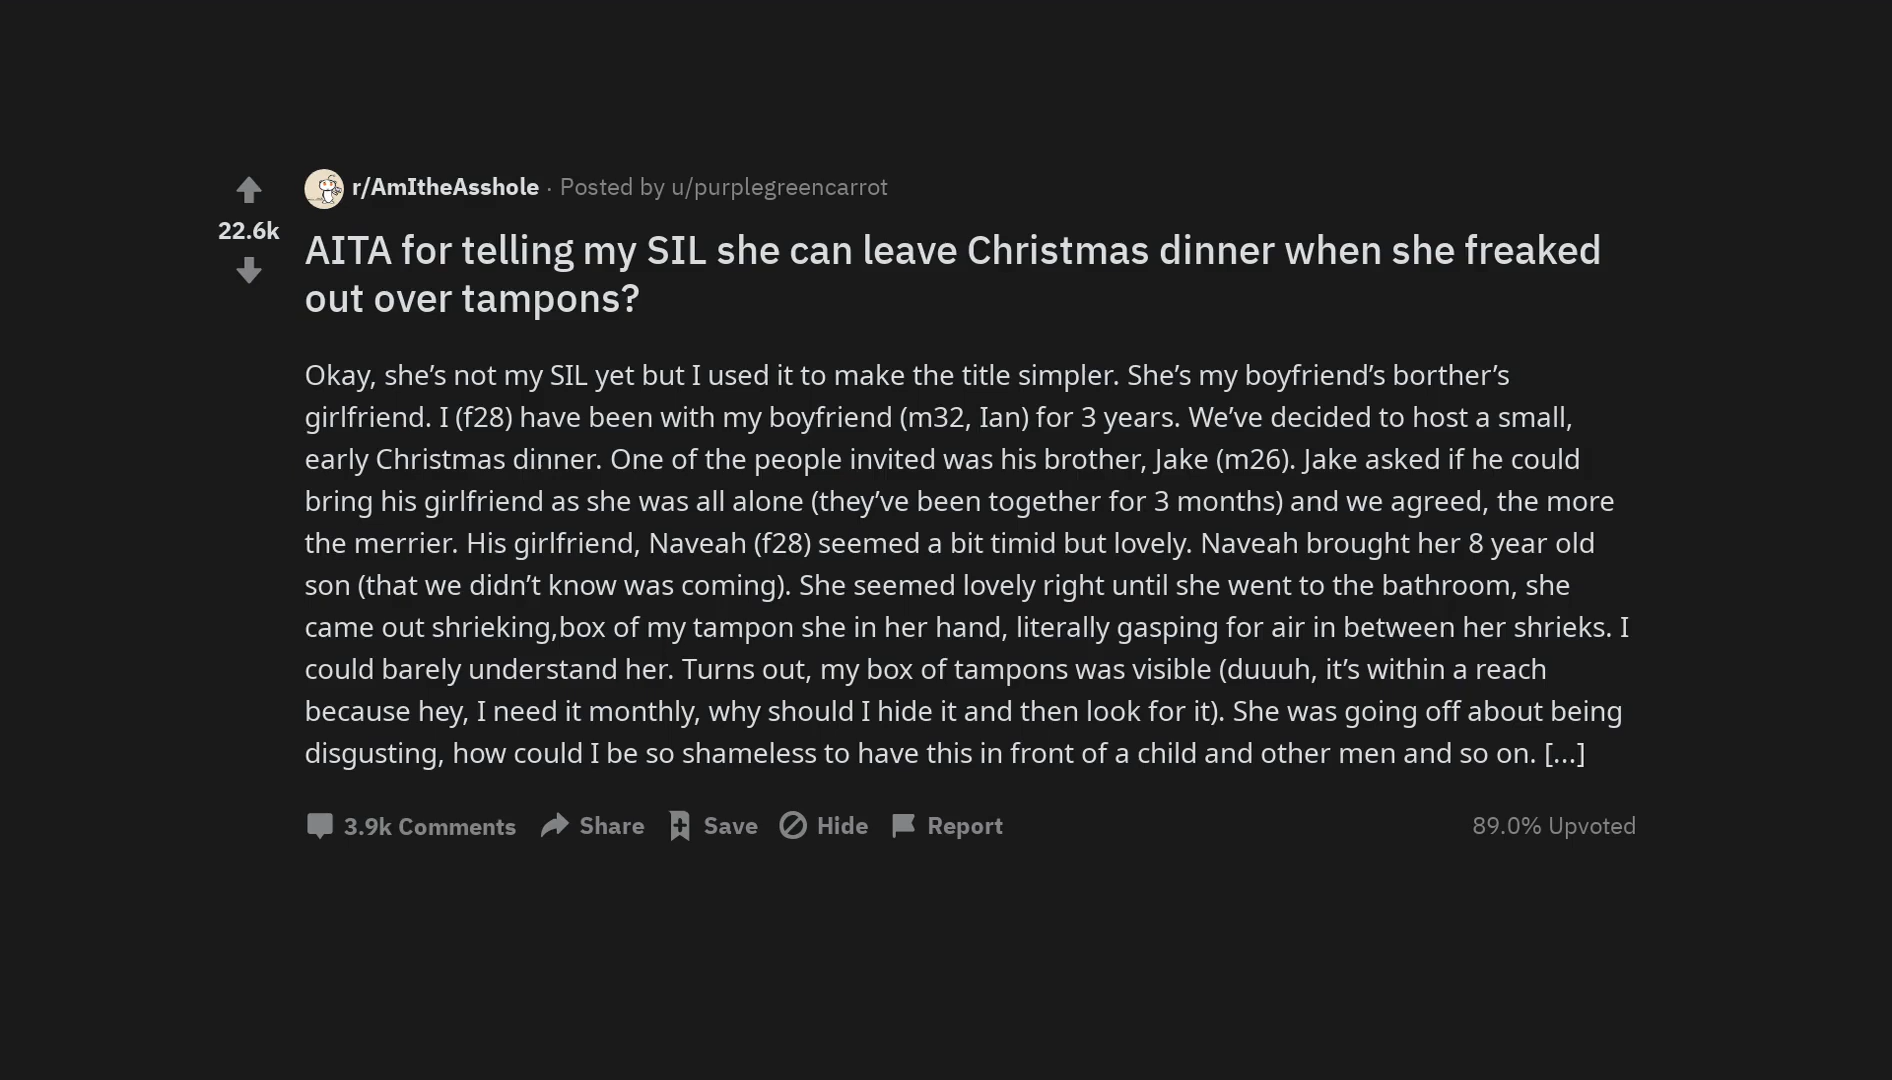 r/AmItheAsshole · Posted by u/purplegreencarrot
22.6k
AITA for telling my SIL she can leave Christmas dinner when she freaked
out over tampons?
Okay, she’s not my SIL yet but I used it to make the title simpler. She’s my boyfriend’s borther’s
girlfriend. I (f28) have been with my boyfriend (m32, Ian) for 3 years. We’ve decided to host a small,
early Christmas dinner. One of the people invited was his brother, Jake (m26). Jake asked if he could
bring his girlfriend as she was all alone (they’ve been together for 3 months) and we agreed, the more
the merrier. His girlfriend, Naveah (f28) seemed a bit timid but lovely. Naveah brought her 8 year old
son (that we didn’t know was coming). She seemed lovely right until she went to the bathroom, she
came out shrieking,box of my tampon she in her hand, literally gasping for air in between her shrieks. I
could barely understand her. Turns out, my box of tampons was visible (duuuh, it’s within a reach
because hey, I need it monthly, why should I hide it and then look for it). She was going off about being
disgusting, how could I be so shameless to have this in front of a child and other men and so on. [...]
3.9k Comments Share Save Hide Report 89.0% Upvoted